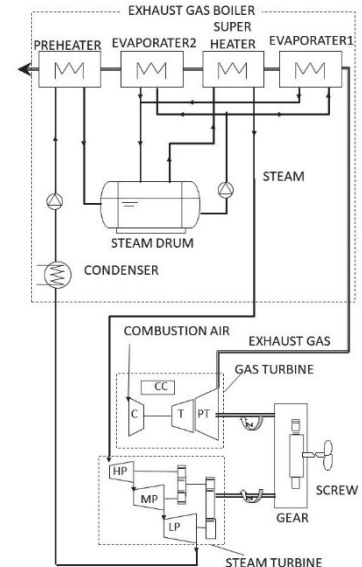 EXHAUST GAS BOILER
PREHEATER
EVAPORATER2
SUPER
HEATER
EVAPORATER1
STEAM
STEAM DRUM
CONDENSER
COMBUSTION AIR
EXHAUST GAS
GAS TURBINE
CC
C
T
PT
HP
MP
LP
SCREW
GEAR
STEAM TURBINE